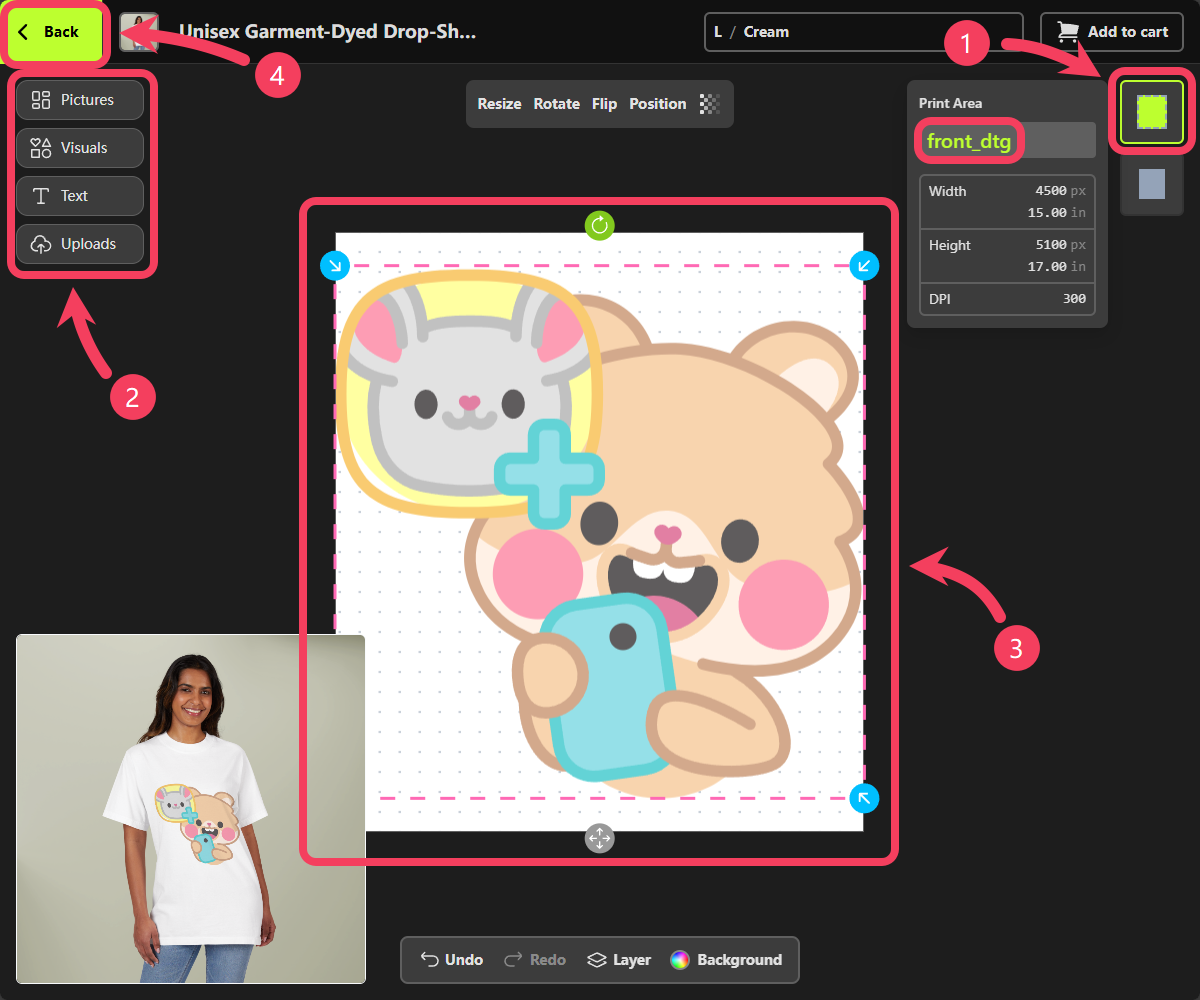 Back
Unisex Garment-Dyed Drop-Sh...
L / Cream
Add to cart
1
4
Pictures
Visuals
Text
Uploads
2
Resize Rotate Flip Position
Print Area
front_dtg
Width 4500 px
15.00 in
Height 5100 px
17.00 in
DPI 300
3
Undo Redo Layer Background